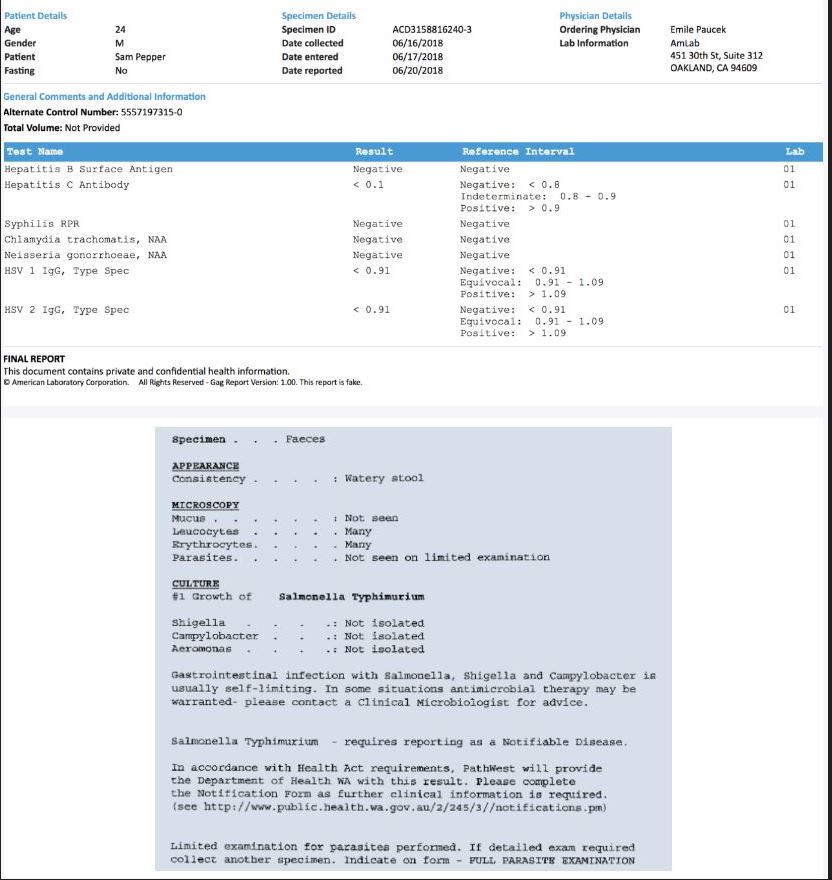 Patient Details Specimen Details Physician Details
Age 24 Specimen ID ACD3158816240-3 Ordering Physician Emile Paucek
Gender M Date collected 06/16/2018 Lab Information AmLab
Patient Sam Pepper Date entered 06/17/2018 451 30th St, Suite 312
Fasting No Date reported 06/20/2018 OAKLAND, CA 94609
General Comments and Additional Information
Alternate Control Number: 5557197315-0
Total Volume: Not Provided
Test Name Result Reference Interval Lab
Hepatitis B Surface Antigen Negative Negative 01
Hepatitis C Antibody < 0.1 Negative: < 0.8 01
Indeterminate: 0.8 - 0.9
Positive: > 0.9
Syphilis RPR Negative Negative 01
Chlamydia trachomatis, NAA Negative Negative 01
Neisseria gonorrhoeae, NAA Negative Negative 01
HSV 1 IgG, Type Spec < 0.91 Negative: < 0.91 01
Equivocal: 0.91 - 1.09
Positive: > 1.09
HSV 2 IgG, Type Spec < 0.91 Negative: < 0.91 01
Equivocal: 0.91 - 1.09
Positive: > 1.09
FINAL REPORT
This document contains private and confidential health information.
© American Laboratory Corporation. All Rights Reserved - Gag Report Version: 1.00. This report is fake.
Specimen . . . Faeces
APPEARANCE
Consistency . . . . : Watery stool
MICROSCOPY
Mucus . . . . . . : Not seen
Leucocytes . . . . . Many
Erythrocytes. . . . . Many
Parasites. . . . . . Not seen on limited examination
CULTURE
#1 Growth of Salmonella Typhimurium
Shigella . . . .: Not isolated
Campylobacter . . . .: Not isolated
Aeromonas . . . .: Not isolated
Gastrointestinal infection with Salmonella, Shigella and Campylobacter is
usually self-limiting. In some situations antimicrobial therapy may be
warranted- please contact a Clinical Microbiologist for advice.
Salmonella Typhimurium - requires reporting as a Notifiable Disease.
In accordance with Health Act requirements, PathWest will provide
the Department of Health WA with this result. Please complete
the Notification Form as further clinical information is required.
(see http://www.public.health.wa.gov.au/2/245/3//notifications.pm)
Limited examination for parasites performed. If detailed exam required
collect another specimen. Indicate on form - FULL PARASITE EXAMINATION